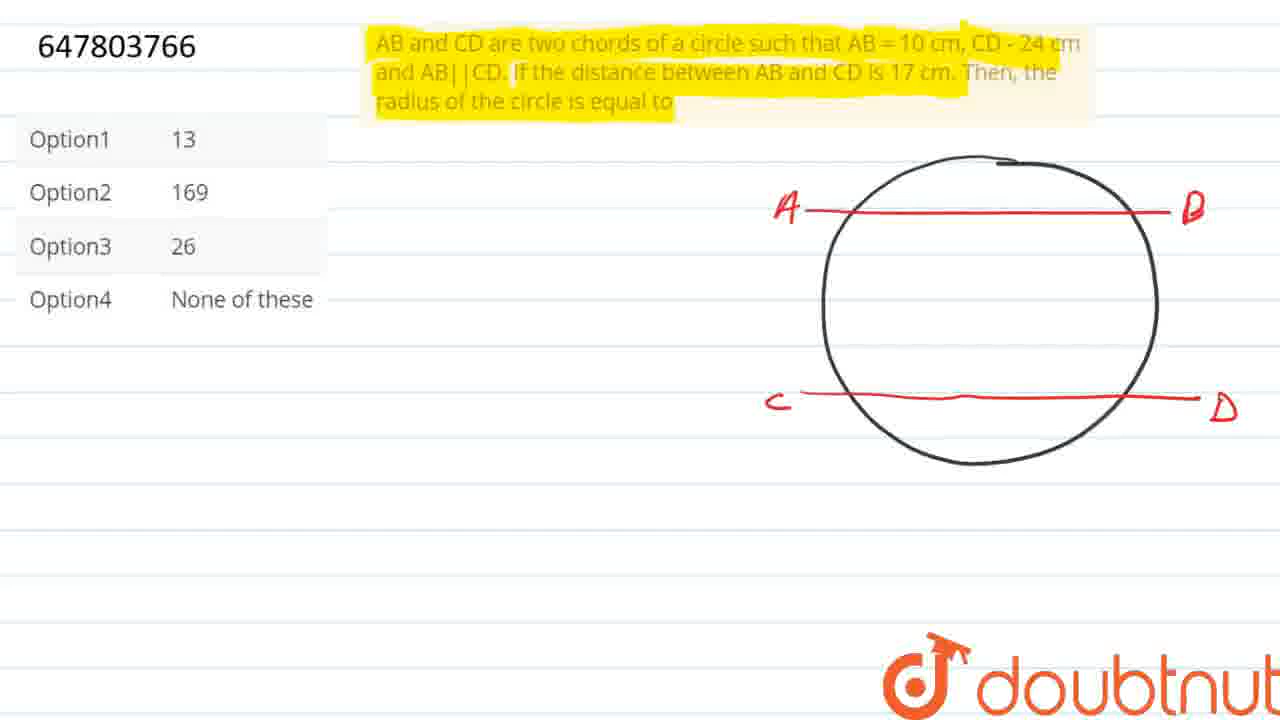 647803766
AB and CD are two chords of a circle such that AB = 10 cm, CD - 24 cm
and AB||CD. If the distance between AB and CD is 17 cm. Then, the
radius of the circle is equal to
Option1 13
Option2 169
Option3 26
Option4 None of these
A B
C D
doubtnut